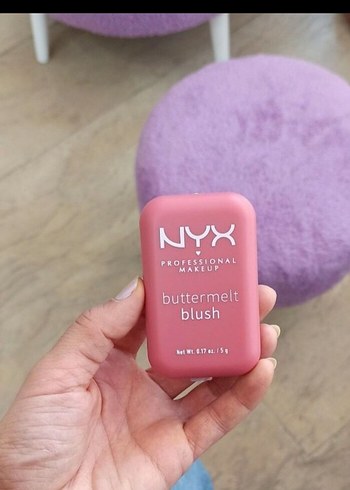 NYX
PROFESSIONAL
MAKEUP
buttermelt
blush
net Wt. 0.17 oz. / 5 g